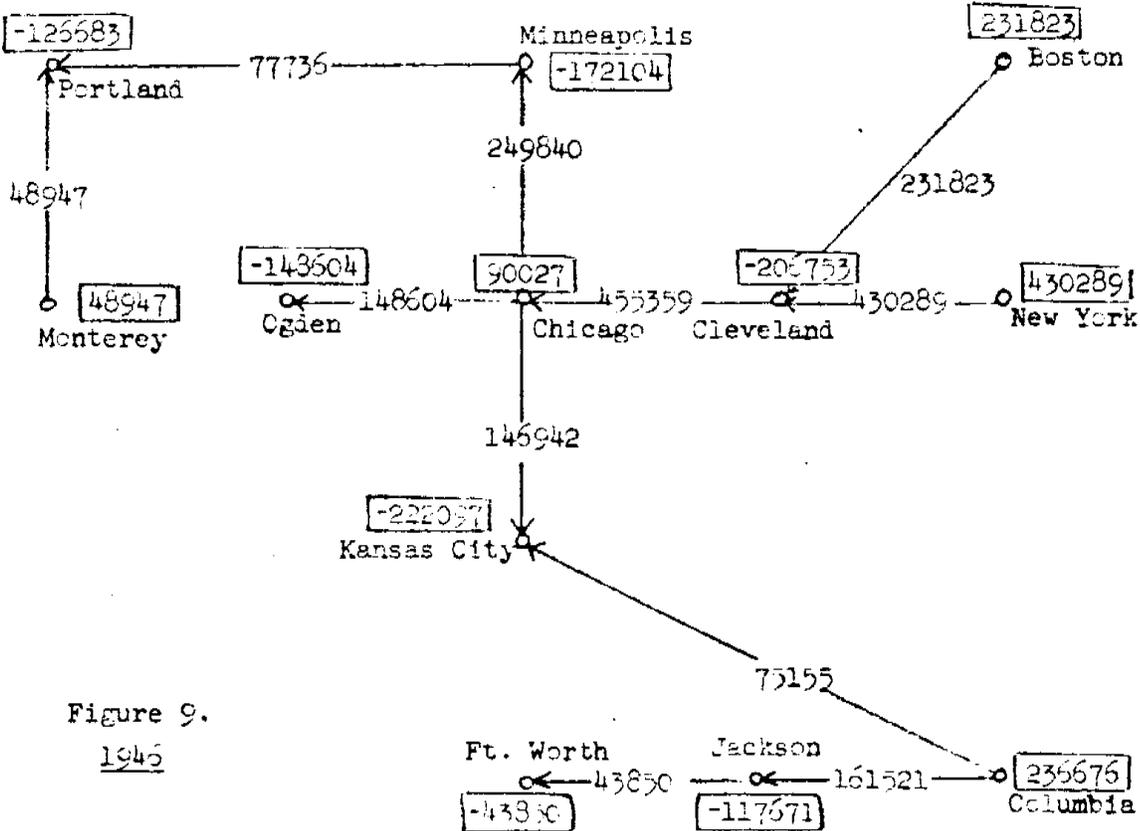 -126683
Minneapolis
231823
77736
-172104
Boston
Portland
249840
48947
231823
-148604
90027
-206753
430289
48947
148604
455359
430289
Ogden
Chicago
Cleveland
New York
Monterey
146942
-222097
Kansas City
75155
Figure 9.
1946
Ft. Worth
Jackson
43850
161521
236676
-43850
-117671
Columbia